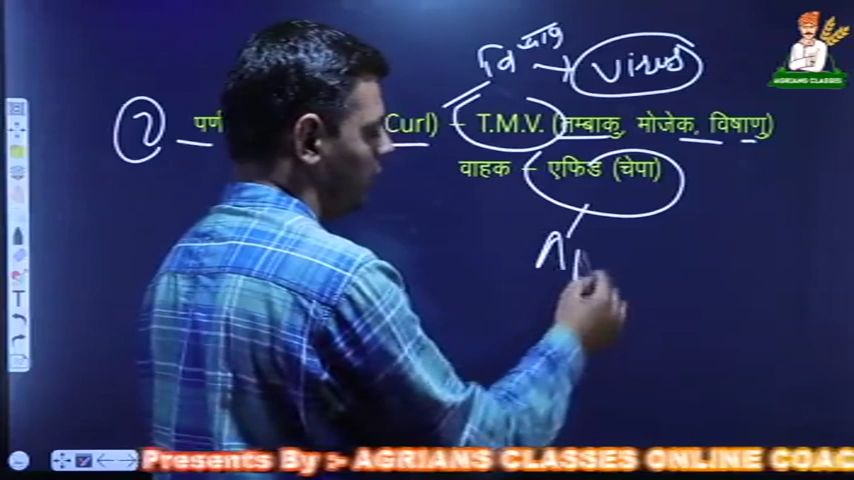 विषाणु → Virus
AGRIANS CLASSES
2 पर्ण Curl) - T.M.V. (तम्बाकु, मोजेक, विषाणु)
वाहक - एफिड (चेपा)
A
T
Presents By :- AGRIANS CLASSES ONLINE COAC